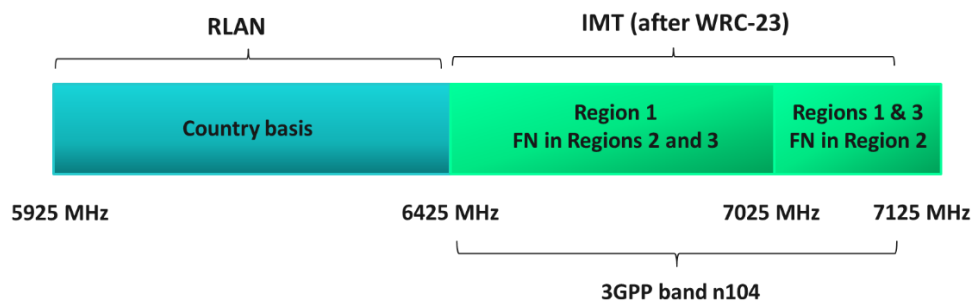 RLAN
IMT (after WRC-23)
Country basis
Region 1
FN in Regions 2 and 3
Regions 1 & 3
FN in Region 2
5925 MHz
6425 MHz
7025 MHz
7125 MHz
3GPP band n104